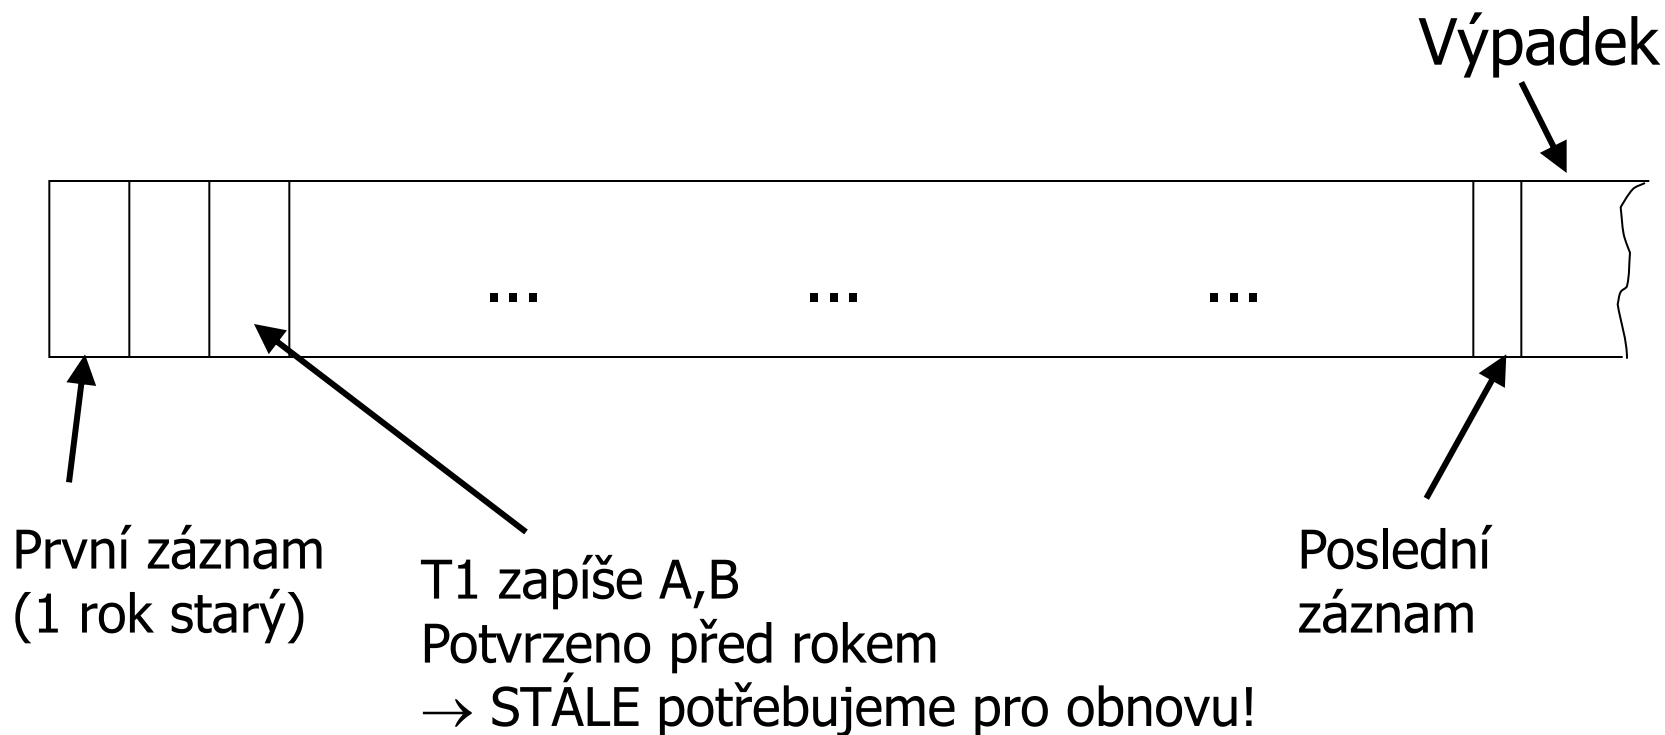 Výpadek
... ... ...
První záznam
(1 rok starý)
T1 zapíše A,B
Potvrzeno před rokem
→ STÁLE potřebujeme pro obnovu!
Poslední
záznam